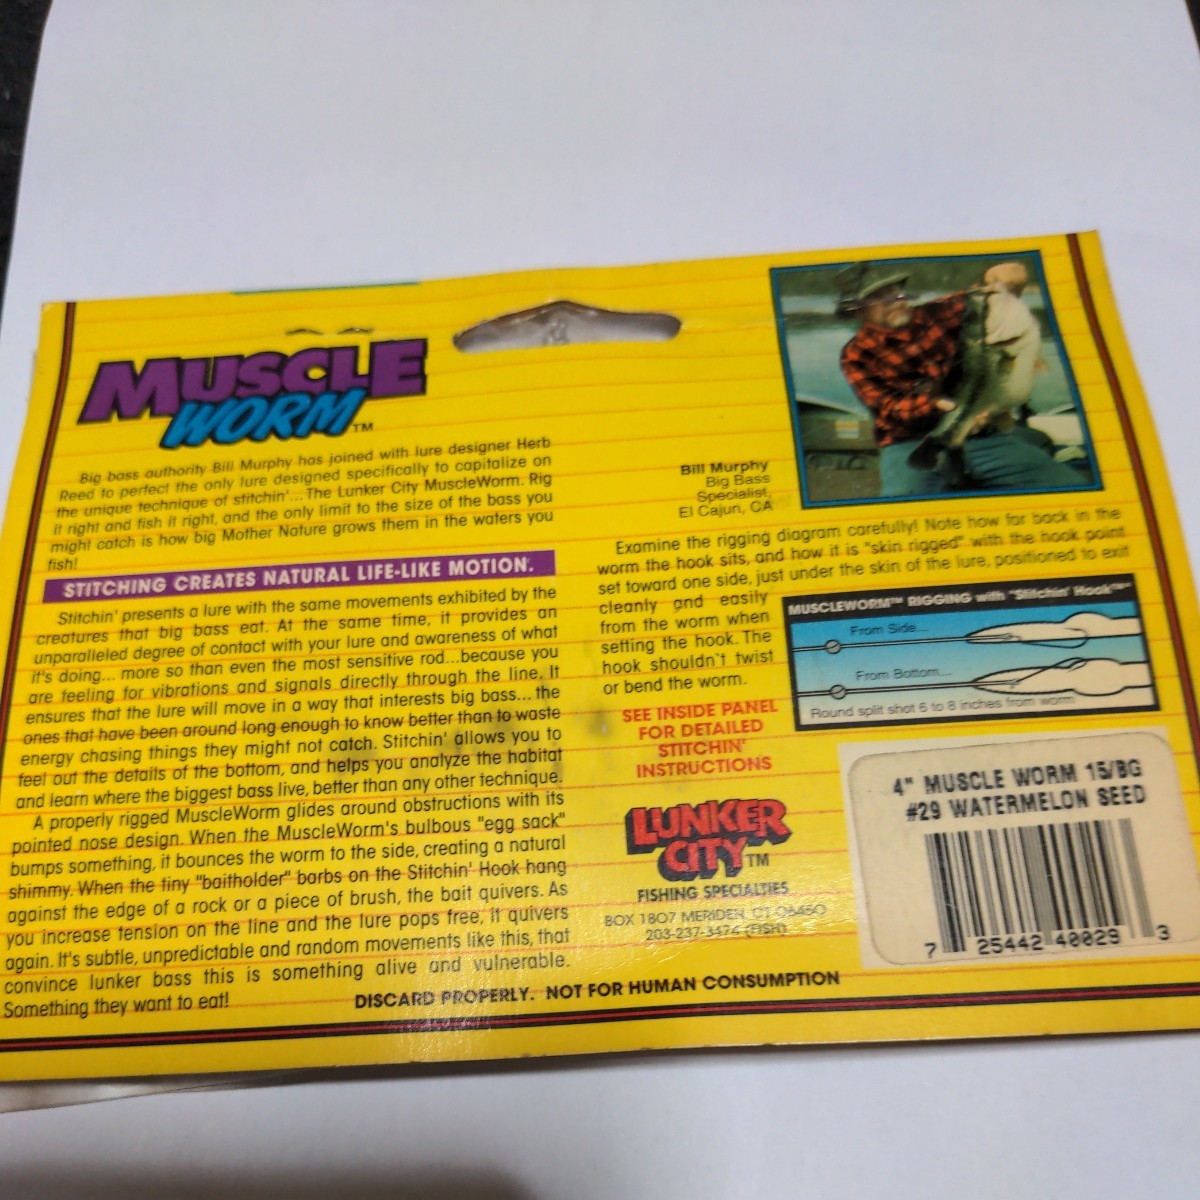 MUSCLE
WORM™
Big bass authority Bill Murphy has joined with lure designer Herb
Reed to perfect the only lure designed specifically to capitalize on
the unique technique of stitchin'... The Lunker City MuscleWorm. Rig
it right and fish it right, and the only limit to the size of the bass you
might catch is how big Mother Nature grows them in the waters you
fish!
STITCHING CREATES NATURAL LIFE-LIKE MOTION.
Stitchin' presents a lure with the same movements exhibited by the
creatures that big bass eat. At the same time, it provides an
unparalleled degree of contact with your lure and awareness of what
it's doing... more so than even the most sensitive rod...because you
are feeling for vibrations and signals directly through the line. It
ensures that the lure will move in a way that interests big bass... the
ones that have been around long enough to know better than to waste
energy chasing things they might not catch. Stitchin' allows you to
feel out the details of the bottom, and helps you analyze the habitat
and learn where the biggest bass live, better than any other technique.
A properly rigged MuscleWorm glides around obstructions with its
pointed nose design. When the MuscleWorm's bulbous "egg sack"
bumps something, it bounces the worm to the side, creating a natural
shimmy. When the tiny "baitholder" barbs on the Stitchin' Hook hang
against the edge of a rock or a piece of brush, the bait quivers. As
you increase tension on the line and the lure pops free, it quivers
again. It's subtle, unpredictable and random movements like this, that
convince lunker bass this is something alive and vulnerable.
Something they want to eat!
Bill Murphy
Big Bass
Specialist,
El Cajun, CA
Examine the rigging diagram carefully! Note how far back in the
worm the hook sits, and how it is "skin rigged" with the hook point
set toward one side, just under the skin of the lure, positioned to exit
cleanly and easily
from the worm when
setting the hook. The
hook shouldn't twist
or bend the worm.
MUSCLEWORM™ RIGGING with "Stitchin' Hook™"
From Side...
From Bottom...
Round split shot 6 to 8 inches from worm
SEE INSIDE PANEL
FOR DETAILED
STITCHIN'
INSTRUCTIONS
LUNKER
CITY™
FISHING SPECIALTIES
BOX 1807 MERIDEN, CT 06450
203-237-3474 (FISH)
4" MUSCLE WORM 15/BG
#29 WATERMELON SEED
7 25442 40029 3
DISCARD PROPERLY. NOT FOR HUMAN CONSUMPTION